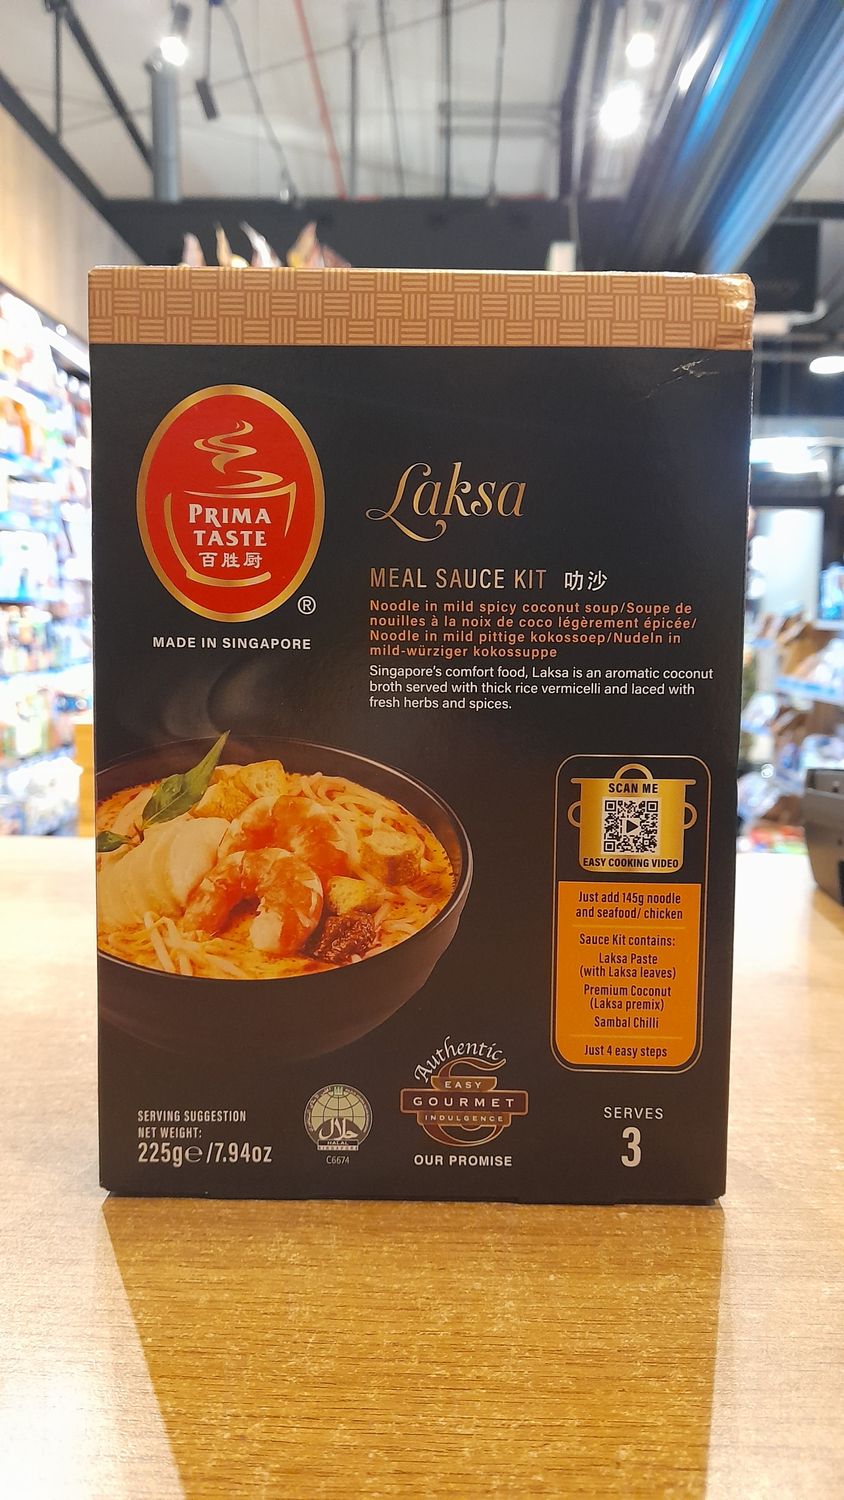 PRIMA
TASTE
百胜厨
®
MADE IN SINGAPORE
Laksa
MEAL SAUCE KIT 叻沙
Noodle in mild spicy coconut soup/Soupe de
nouilles à la noix de coco légèrement épicée/
Noodle in mild pittige kokossoep/Nudeln in
mild-würziger kokossuppe
Singapore's comfort food, Laksa is an aromatic coconut
broth served with thick rice vermicelli and laced with
fresh herbs and spices.
SCAN ME
EASY COOKING VIDEO
Just add 145g noodle
and seafood/ chicken
Sauce Kit contains:
Laksa Paste
(with Laksa leaves)
Premium Coconut
(Laksa premix)
Sambal Chilli
Just 4 easy steps
SERVING SUGGESTION
NET WEIGHT:
225g℮/7.94oz
حلال
HALAL
SINGAPORE
C6674
Authentic
EASY
GOURMET
INDULGENCE
OUR PROMISE
SERVES
3